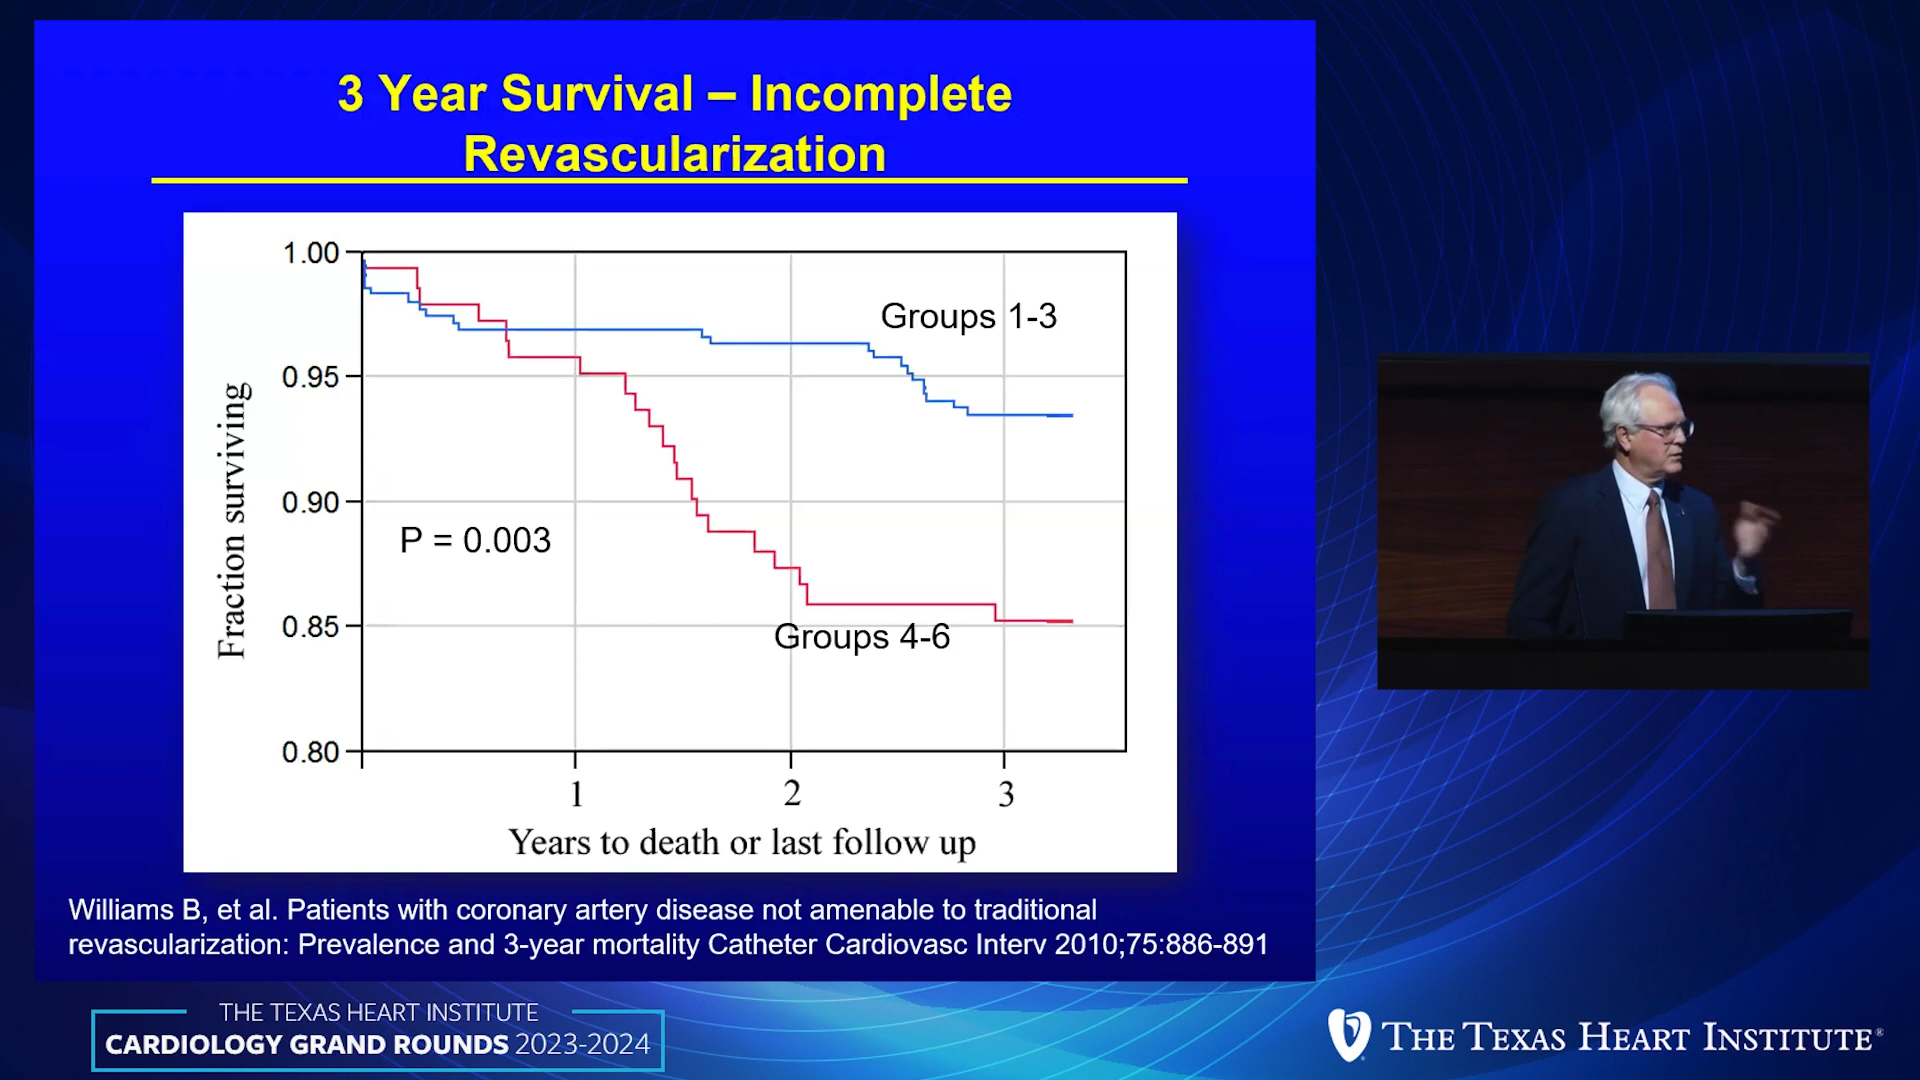 3 Year Survival – Incomplete
Revascularization
1.00
0.95
0.90
0.85
0.80
Fraction surviving
Groups 1-3
P = 0.003
Groups 4-6
1
2
3
Years to death or last follow up
Williams B, et al. Patients with coronary artery disease not amenable to traditional
revascularization: Prevalence and 3-year mortality Catheter Cardiovasc Interv 2010;75:886-891
THE TEXAS HEART INSTITUTE
CARDIOLOGY GRAND ROUNDS 2023-2024
THE TEXAS HEART INSTITUTE®